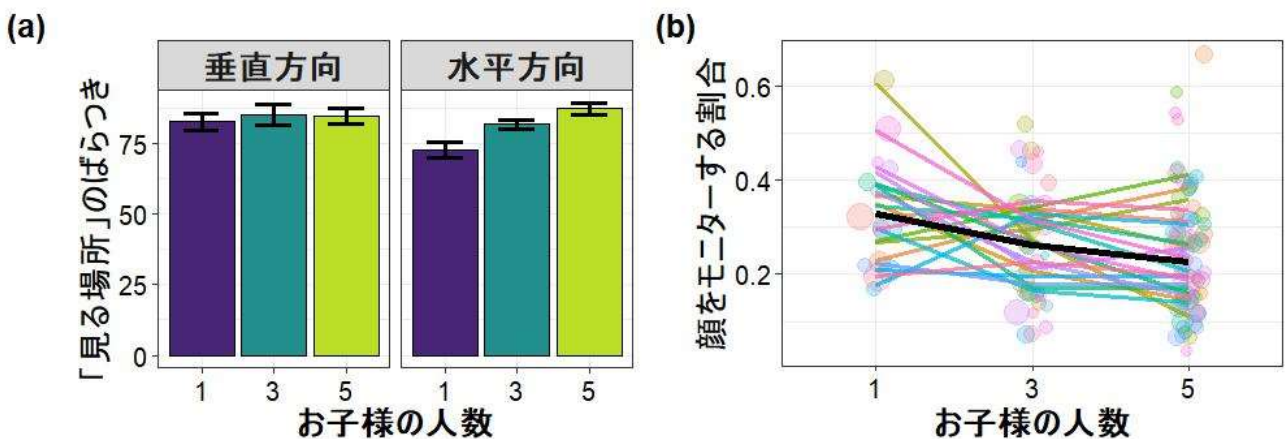 (a)
「見る場所」のばらつき
垂直方向
水平方向
75
50
25
0
1 3 5
1 3 5
お子様の人数
(b)
顔をモニターする割合
0.6
0.4
0.2
1 3 5
お子様の人数